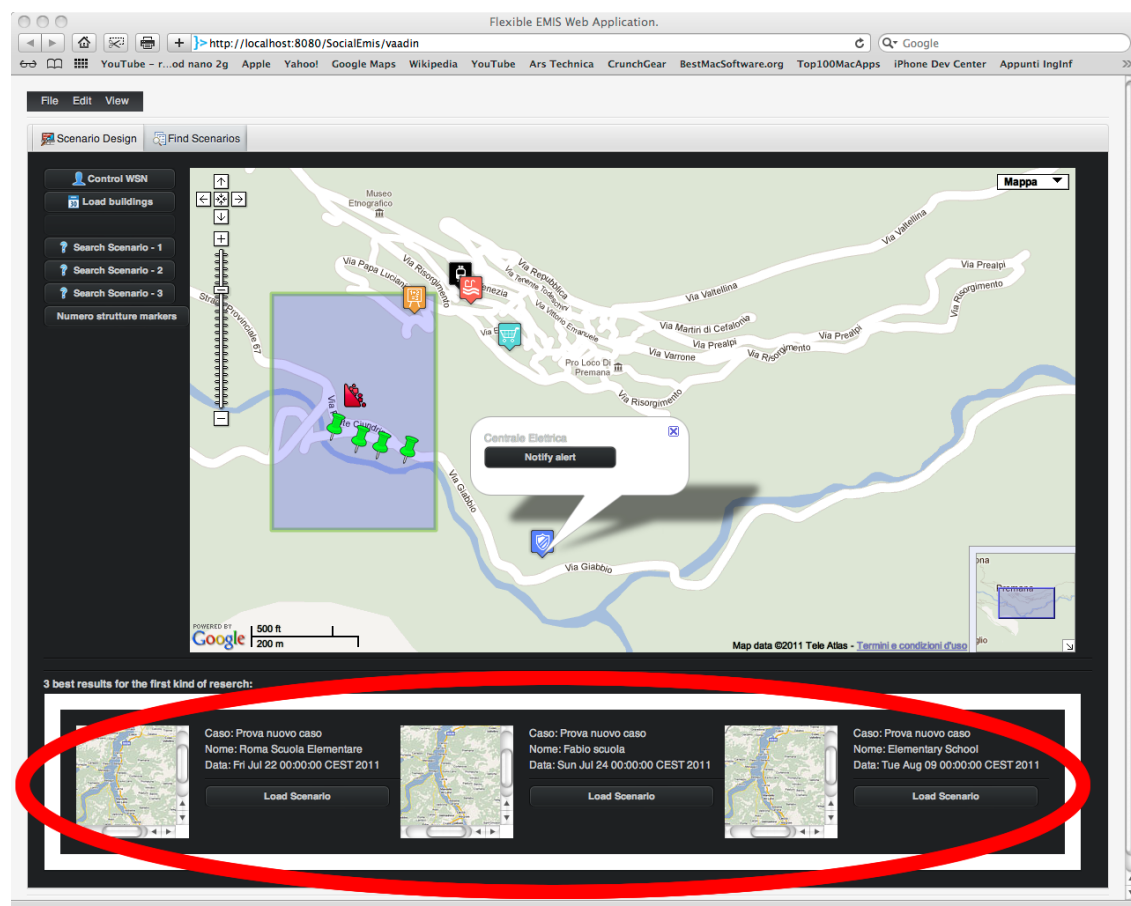 Flexible EMIS Web Application.
http://localhost:8080/SocialEmis/vaadin
Google
YouTube – r...od nano 2g Apple Yahoo! Google Maps Wikipedia YouTube Ars Technica CrunchGear BestMacSoftware.org Top100MacApps iPhone Dev Center Appunti IngInf
File Edit View
Scenario Design Find Scenarios
Control WSN
Load buildings
Search Scenario - 1
Search Scenario - 2
Search Scenario - 3
Numero strutture markers
Mappa
Museo
Etnografico
Via Valtellina
Via Papa Luciani
Via Risorgimento
Via Repubblica
Via Prealpi
Via Risorgimento
Strada Provinciale 67
enezia
Via Vittorio Emanuele
Via Valtellina
Via Martiri di Cefalonia
Via Prealpi
Via Prealpi
Via Varrone
Via Risorgimento
Pro Loco Di
Premana
Via Risorgimento
Centrale Elettrica
Notify alert
Via Giabbio
Via Giabbio
Premana
POWERED BY
Google
500 ft
200 m
Map data ©2011 Tele Atlas - Termini e condizioni d'uso
3 best results for the first kind of reserch:
Caso: Prova nuovo caso
Nome: Roma Scuola Elementare
Data: Fri Jul 22 00:00:00 CEST 2011
Load Scenario
Caso: Prova nuovo caso
Nome: Fabio scuola
Data: Sun Jul 24 00:00:00 CEST 2011
Load Scenario
Caso: Prova nuovo caso
Nome: Elementary School
Data: Tue Aug 09 00:00:00 CEST 2011
Load Scenario